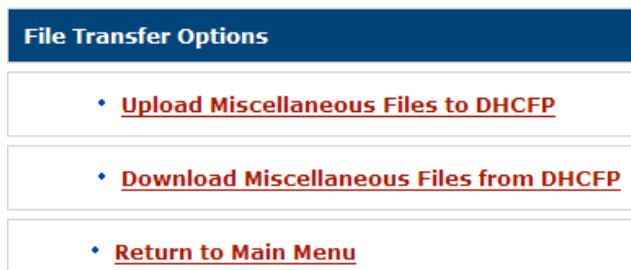 File Transfer Options
Upload Miscellaneous Files to DHCFP
Download Miscellaneous Files from DHCFP
Return to Main Menu